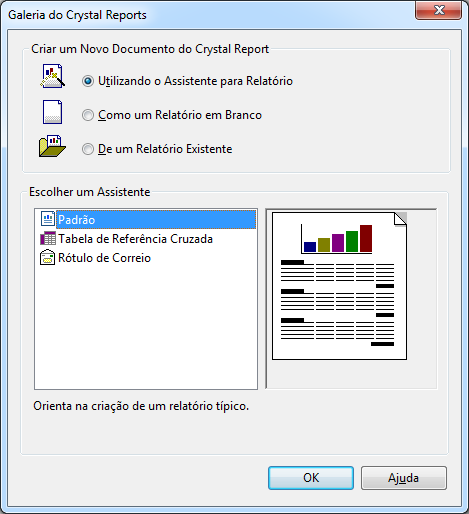 Galeria do Crystal Reports
Criar um Novo Documento do Crystal Report
Utilizando o Assistente para Relatório
Como um Relatório em Branco
De um Relatório Existente
Escolher um Assistente
Padrão
Tabela de Referência Cruzada
Rótulo de Correio
Orienta na criação de um relatório típico.
OK
Ajuda